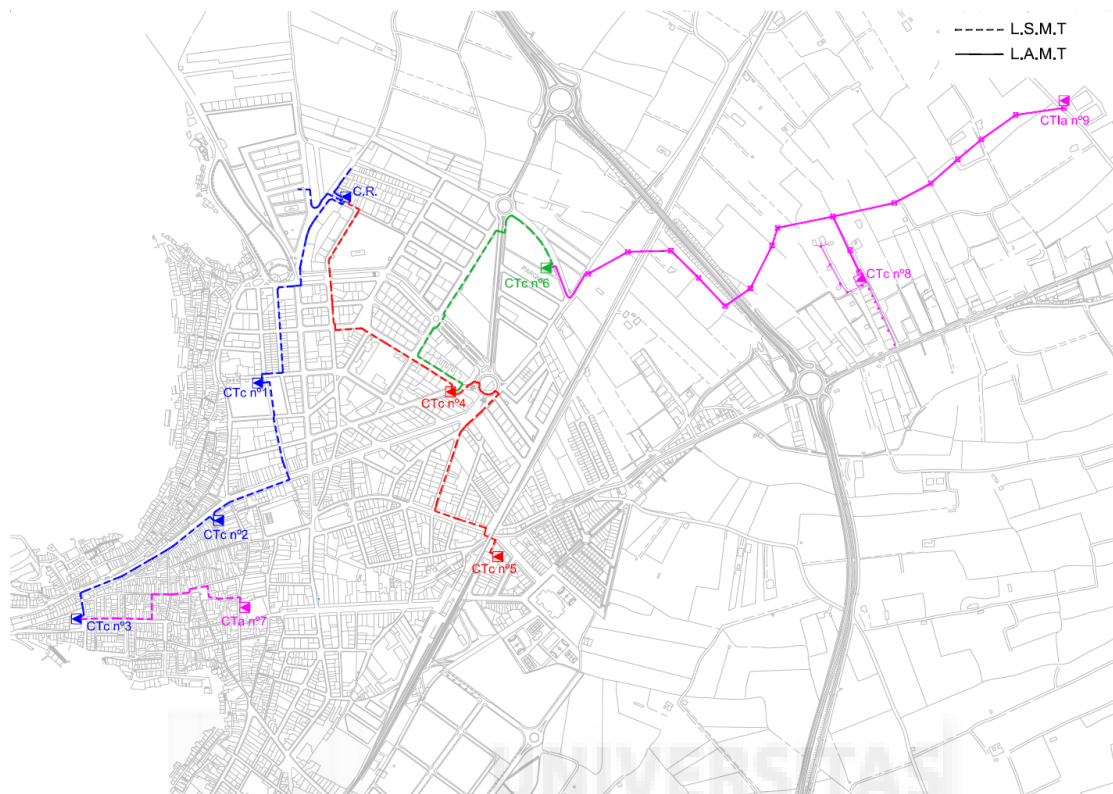 L.S.M.T
L.A.M.T
CTIa nº9
C.R.
CTc nº6
CTc nº8
CTc nº1
CTc nº4
CTc nº2
CTc nº5
CTc nº3
CTa nº7
UNIVERSITAS